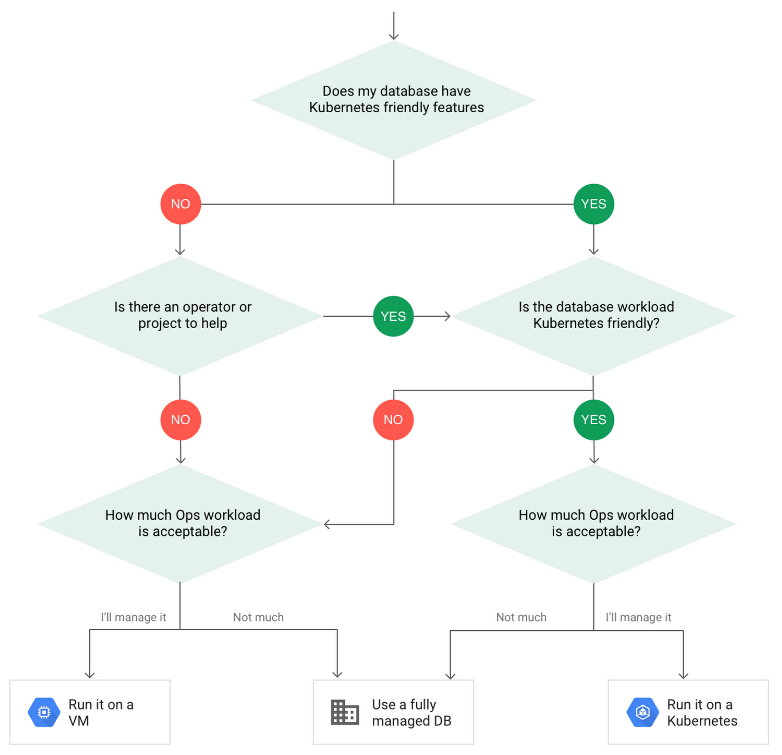 Does my database have
Kubernetes friendly features
NO
YES
Is there an operator or
project to help
YES
Is the database workload
Kubernetes friendly?
NO
NO
YES
How much Ops workload
is acceptable?
How much Ops workload
is acceptable?
I'll manage it
Not much
Not much
I'll manage it
Run it on a
VM
Use a fully
managed DB
Run it on a
Kubernetes